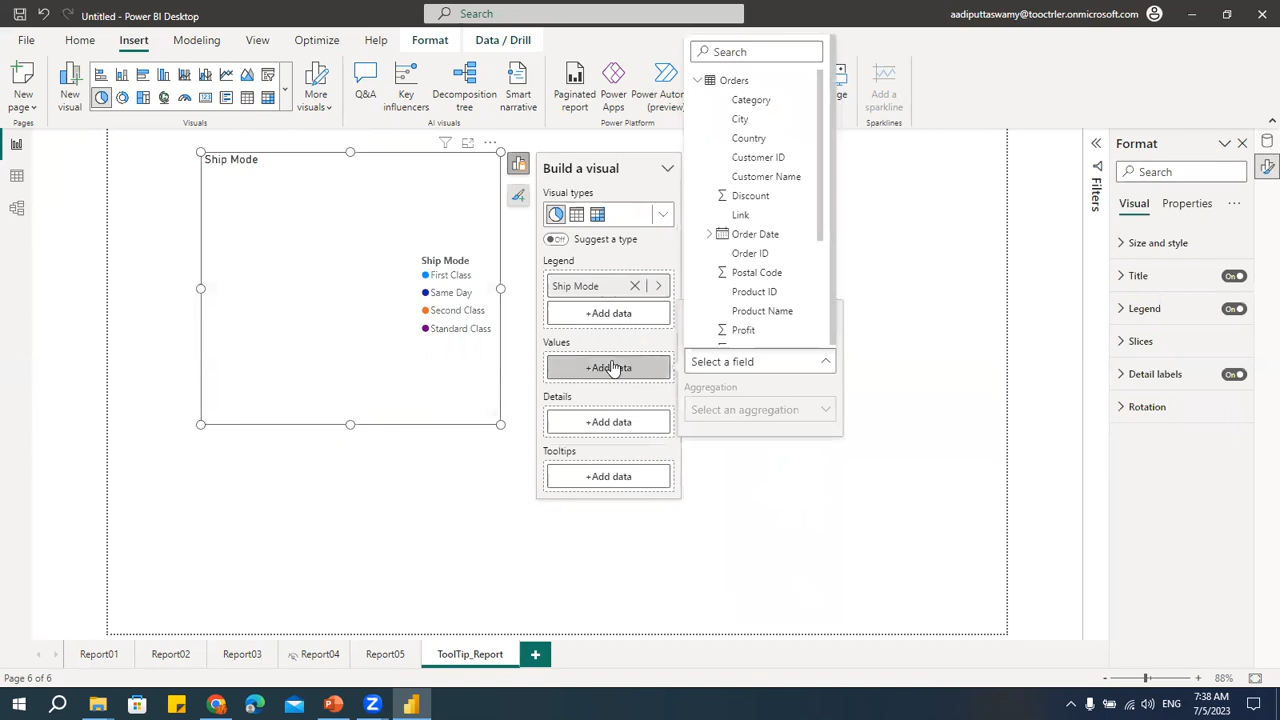 Untitled - Power BI Desktop
Search
aadiputtaswamy@tooctrler.onmicrosoft.com
File
Home
Insert
Modeling
View
Optimize
Help
Format
Data / Drill
New page
New visual
More visuals
Q&A
Key influencers
Decomposition tree
Smart narrative
Paginated report
Power Apps
Power Autor (preview)
Add a sparkline
Pages
Visuals
AI visuals
Power Platform
Sparklines
Search
Orders
Category
City
Country
Customer ID
Customer Name
Discount
Link
Order Date
Order ID
Postal Code
Product ID
Product Name
Profit
Select a field
Aggregation
Select an aggregation
Ship Mode
Ship Mode
First Class
Same Day
Second Class
Standard Class
Build a visual
Visual types
Off
Suggest a type
Legend
Ship Mode
+Add data
Values
+Add data
Details
+Add data
Tooltips
+Add data
Filters
Format
Search
Visual
Properties
Size and style
Title
On
Legend
On
Slices
Detail labels
On
Rotation
Report01
Report02
Report03
Report04
Report05
ToolTip_Report
Page 6 of 6
88%
ENG
7:38 AM
7/5/2023